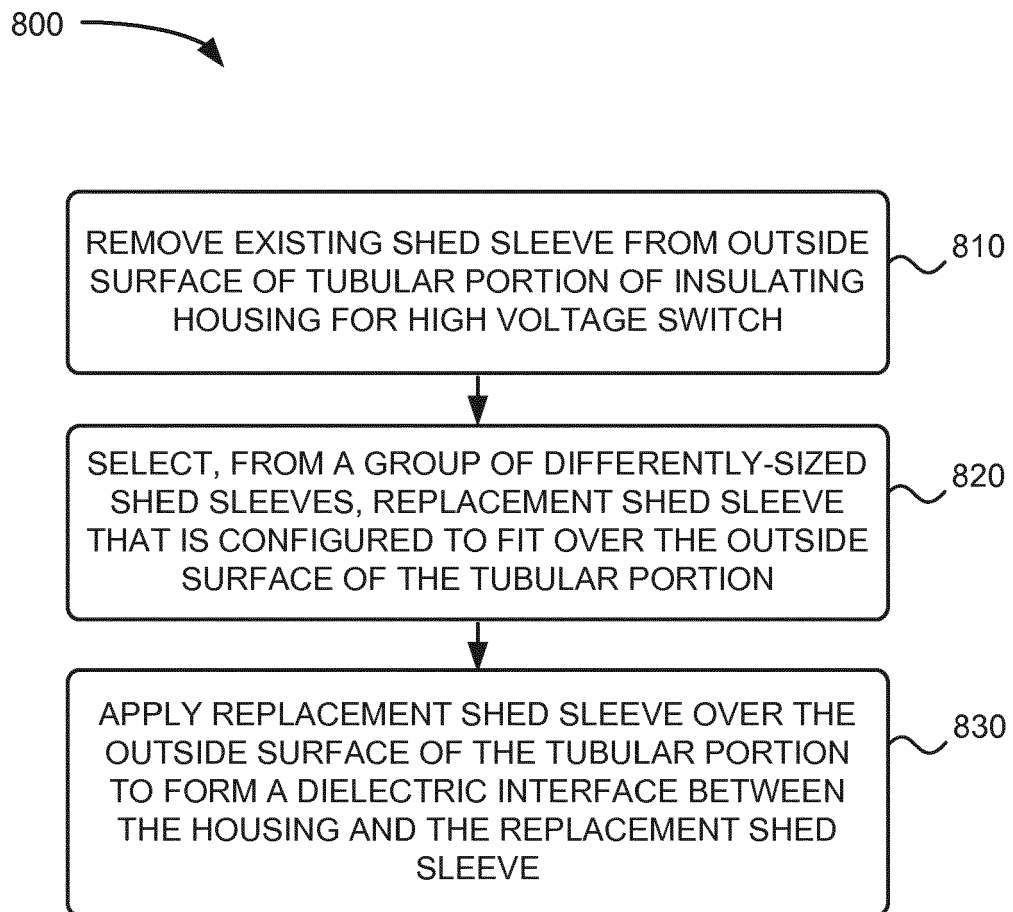 800
REMOVE EXISTING SHED SLEEVE FROM OUTSIDE
SURFACE OF TUBULAR PORTION OF INSULATING
HOUSING FOR HIGH VOLTAGE SWITCH
810
SELECT, FROM A GROUP OF DIFFERENTLY-SIZED
SHED SLEEVES, REPLACEMENT SHED SLEEVE
THAT IS CONFIGURED TO FIT OVER THE OUTSIDE
SURFACE OF THE TUBULAR PORTION
820
APPLY REPLACEMENT SHED SLEEVE OVER THE
OUTSIDE SURFACE OF THE TUBULAR PORTION
TO FORM A DIELECTRIC INTERFACE BETWEEN
THE HOUSING AND THE REPLACEMENT SHED
SLEEVE
830